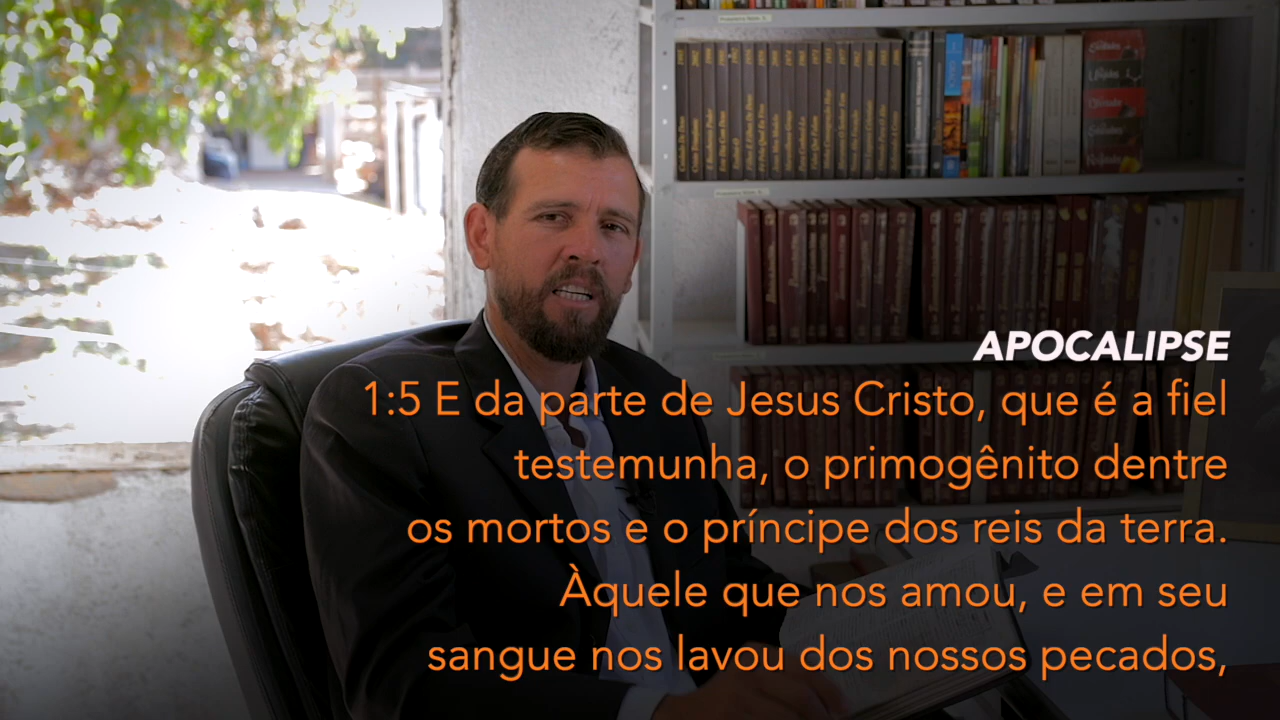 APOCALIPSE
1:5 E da parte de Jesus Cristo, que é a fiel
testemunha, o primogênito dentre
os mortos e o príncipe dos reis da terra.
Àquele que nos amou, e em seu
sangue nos lavou dos nossos pecados,